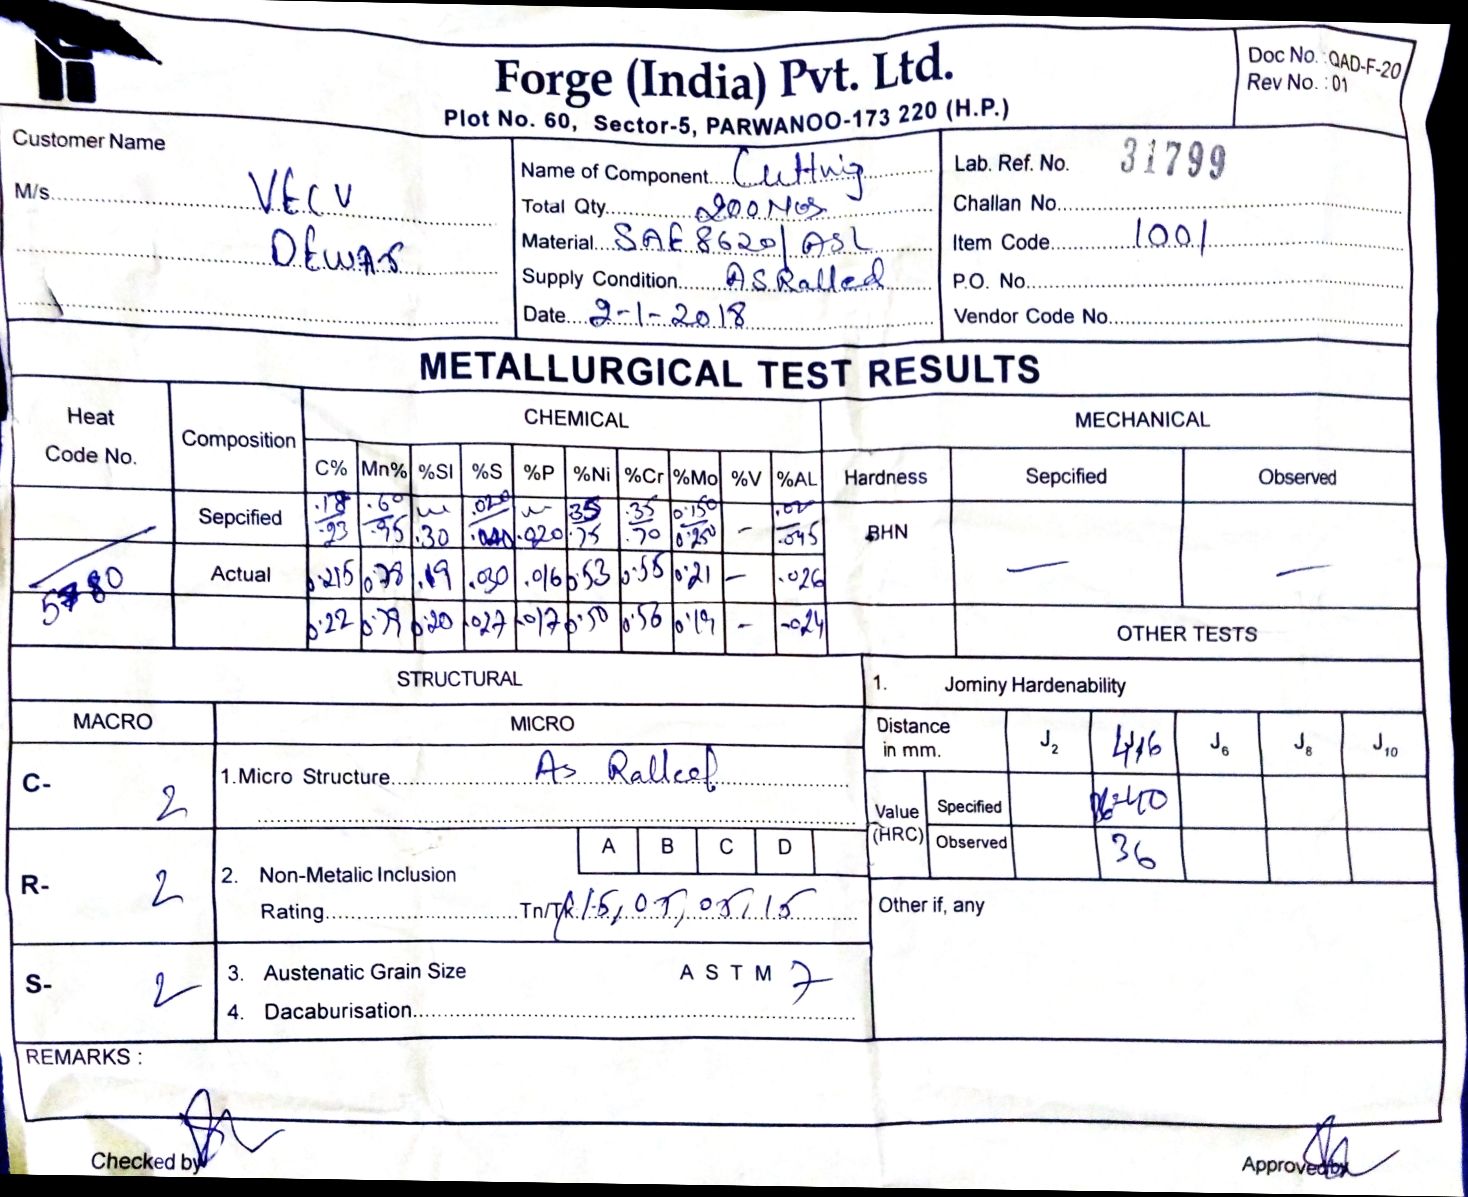 Forge (India) Pvt. Ltd.
Plot No. 60, Sector-5, PARWANOO-173 220 (H.P.)
Doc No. : QAD-F-20
Rev No. : 01
Customer Name
M/s. VECV
DEWAS
Name of Component Cutting
Total Qty. 200 Nos
Material SAE 8620/ ASL
Supply Condition AS Rolled
Date 2-1-2018
Lab. Ref. No. 31799
Challan No.
Item Code 1001
P.O. No.
Vendor Code No.
METALLURGICAL TEST RESULTS
Heat Code No. Composition CHEMICAL MECHANICAL
C% Mn% %SI %S %P %Ni %Cr %Mo %V %AL Hardness Sepcified Observed
Sepcified .18 .60 .020 35 .35 0.150 .020
.23 .95 .30 .020 .75 .70 0.250 - .045 BHN
Actual 0.215 0.78 .19 .030 .016 0.53 0.55 0.21 - .026 — —
0.22 0.79 0.20 .027 .017 0.50 0.56 0.19 - .024
OTHER TESTS
STRUCTURAL
1. Jominy Hardenability
MACRO MICRO
Distance in mm. J2 J6 J8 J10
C- 2
1.Micro Structure As Rolled
Value (HRC) Specified
Observed 36
R- 2
A B C D
2. Non-Metalic Inclusion
Rating Tn/Tk 1.5, 0.5, 0.5, 1.5
Other if, any
S- 2
3. Austenatic Grain Size A S T M 7
4. Dacaburisation
REMARKS :
Checked by
Approved by